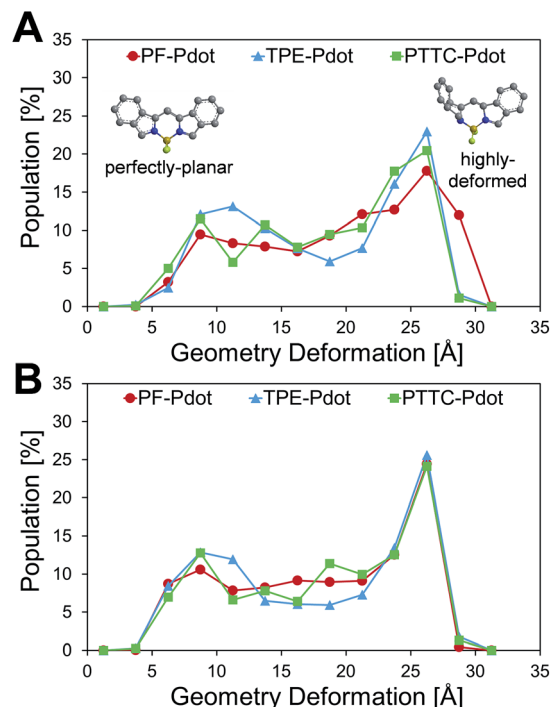 A
PF-Pdot TPE-Pdot PTTC-Pdot
perfectly-planar
highly-
deformed
Population [%]
35
30
25
20
15
10
5
0
0 5 10 15 20 25 30 35
Geometry Deformation [Å]
B
PF-Pdot TPE-Pdot PTTC-Pdot
Population [%]
35
30
25
20
15
10
5
0
0 5 10 15 20 25 30 35
Geometry Deformation [Å]